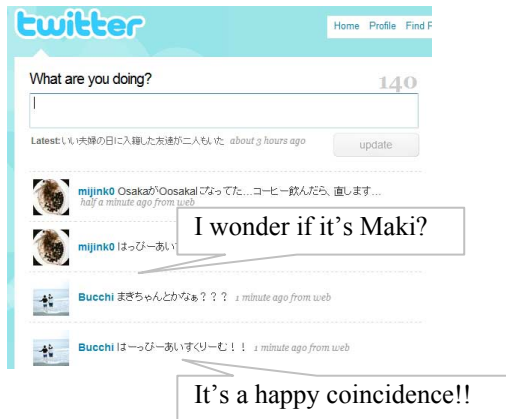 twitter
Home Profile Find
What are you doing?
140
Latest: いい夫婦の日に入籍した友達が二人もいた about 3 hours ago
update
mijink0 OsakaがOosakaになってた…コーヒー飲んだら、直します…
half a minute ago from web
I wonder if it's Maki?
mijink0 はっぴーあい
Bucchi まきちゃんとかなぁ？？？ 1 minute ago from web
Bucchi はーっぴーあいすくりーむ！！ 1 minute ago from web
It's a happy coincidence!!